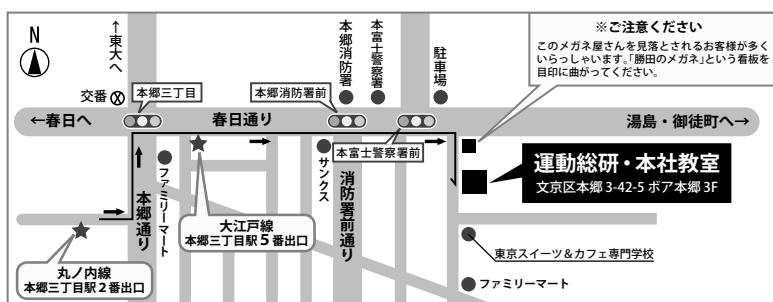 N
←東大へ
交番
本郷三丁目
←春日へ
春日通り
本郷消防署
本富士警察署
駐車場
本郷消防署前
本富士警察署前
湯島・御徒町へ→
※ご注意ください
このメガネ屋さんを見落とされるお客様が多く
いらっしゃいます。「勝田のメガネ」という看板を
目印に曲がってください。
運動総研・本社教室
文京区本郷 3-42-5 ボア本郷 3F
本郷通り
ファミリーマート
サンクス
消防署前通り
大江戸線
本郷三丁目駅5番出口
丸ノ内線
本郷三丁目駅2番出口
東京スイーツ&カフェ専門学校
ファミリーマート